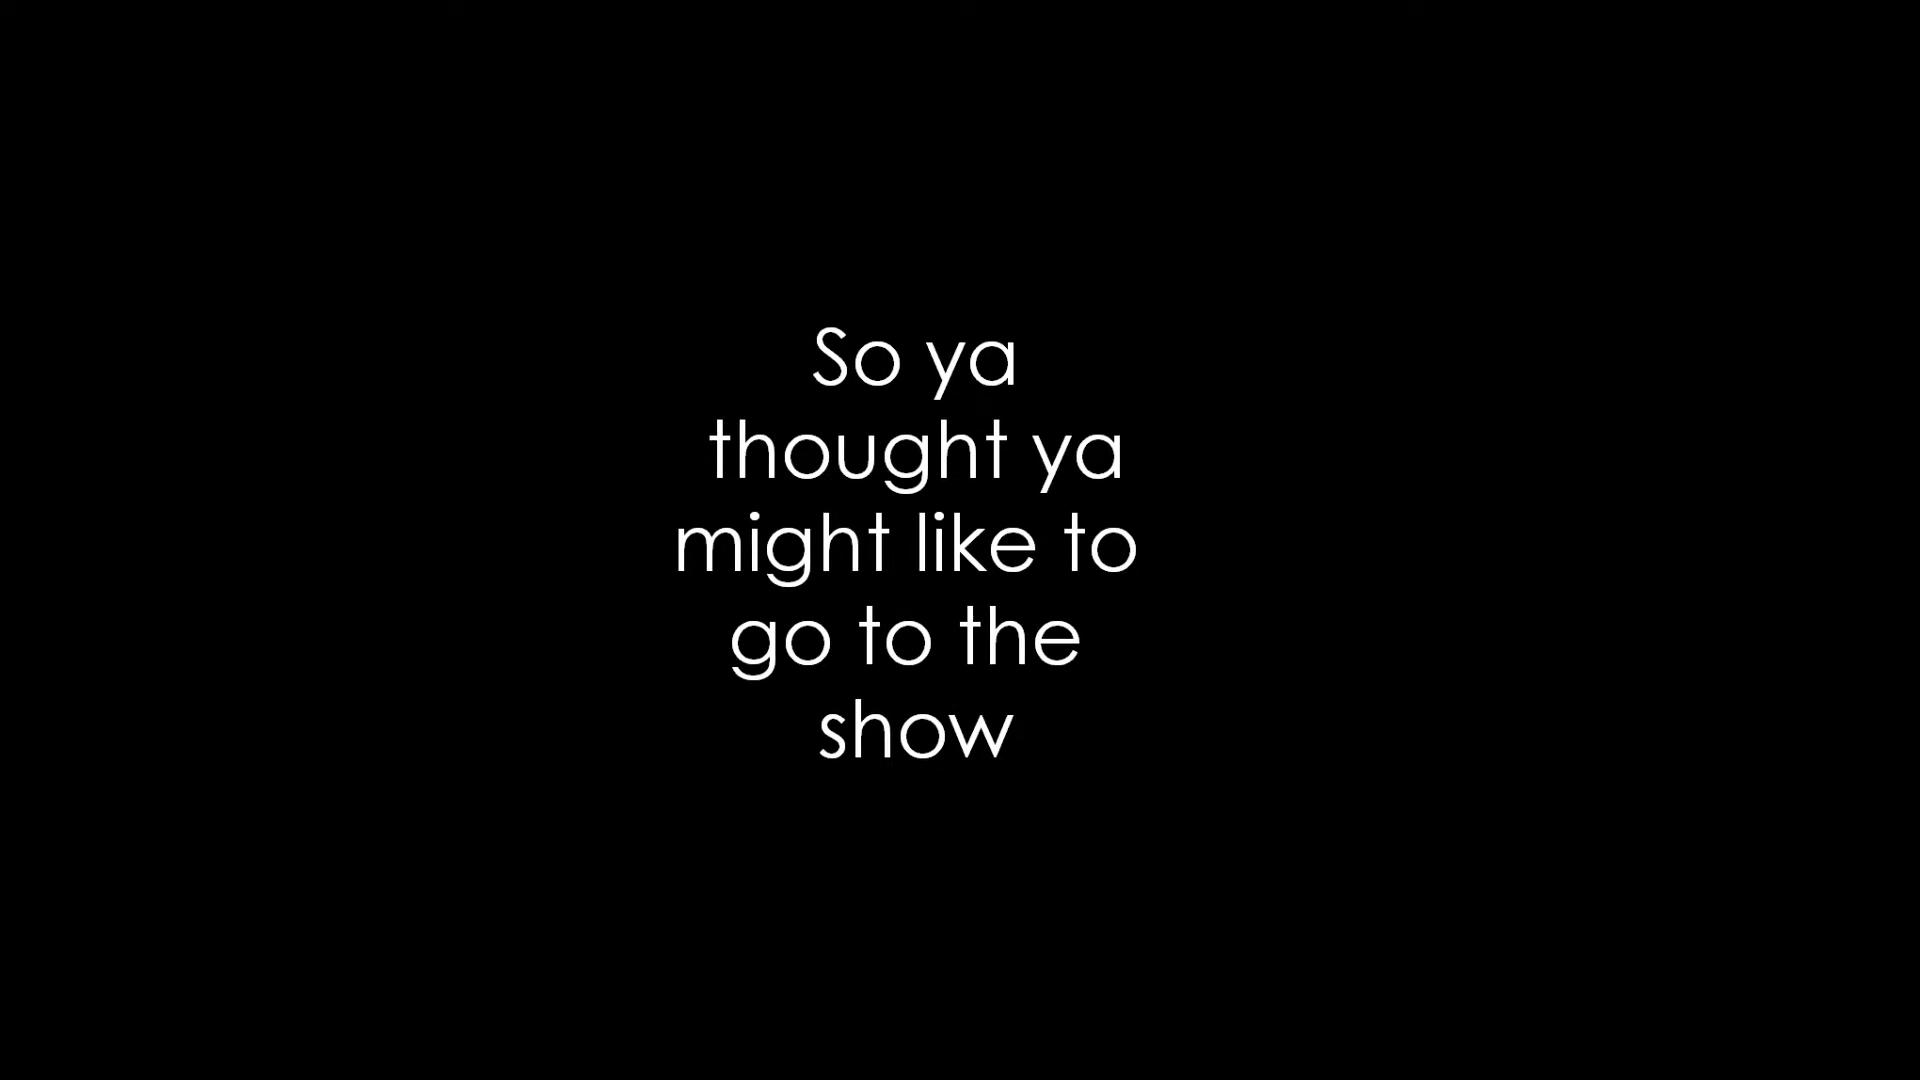 So ya
thought ya
might like to
go to the
show